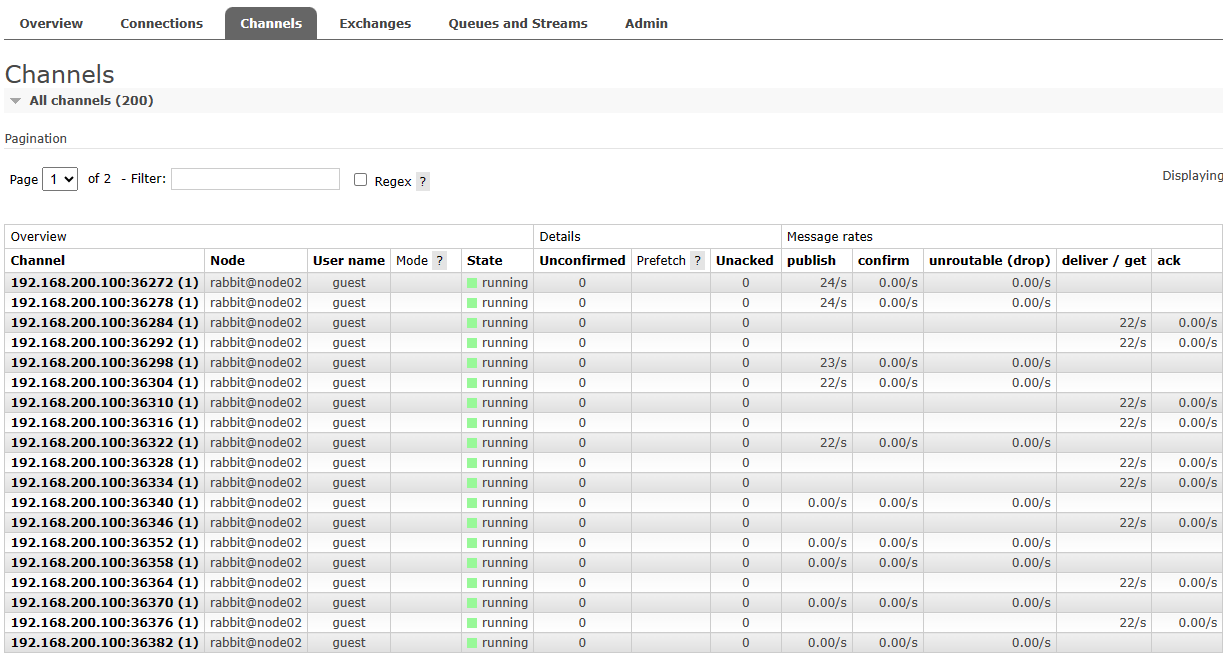 Overview Connections Channels Exchanges Queues and Streams Admin
Channels
All channels (200)
Pagination
Page 1 of 2 - Filter: Regex ? Displaying
Overview Details Message rates
Channel Node User name Mode ? State Unconfirmed Prefetch ? Unacked publish confirm unroutable (drop) deliver / get ack
192.168.200.100:36272 (1) rabbit@node02 guest running 0 0 24/s 0.00/s 0.00/s
192.168.200.100:36278 (1) rabbit@node02 guest running 0 0 24/s 0.00/s 0.00/s
192.168.200.100:36284 (1) rabbit@node02 guest running 0 0 22/s 0.00/s
192.168.200.100:36292 (1) rabbit@node02 guest running 0 0 22/s 0.00/s
192.168.200.100:36298 (1) rabbit@node02 guest running 0 0 23/s 0.00/s 0.00/s
192.168.200.100:36304 (1) rabbit@node02 guest running 0 0 22/s 0.00/s 0.00/s
192.168.200.100:36310 (1) rabbit@node02 guest running 0 0 22/s 0.00/s
192.168.200.100:36316 (1) rabbit@node02 guest running 0 0 22/s 0.00/s
192.168.200.100:36322 (1) rabbit@node02 guest running 0 0 22/s 0.00/s 0.00/s
192.168.200.100:36328 (1) rabbit@node02 guest running 0 0 22/s 0.00/s
192.168.200.100:36334 (1) rabbit@node02 guest running 0 0 22/s 0.00/s
192.168.200.100:36340 (1) rabbit@node02 guest running 0 0 0.00/s 0.00/s 0.00/s
192.168.200.100:36346 (1) rabbit@node02 guest running 0 0 22/s 0.00/s
192.168.200.100:36352 (1) rabbit@node02 guest running 0 0 0.00/s 0.00/s 0.00/s
192.168.200.100:36358 (1) rabbit@node02 guest running 0 0 0.00/s 0.00/s 0.00/s
192.168.200.100:36364 (1) rabbit@node02 guest running 0 0 22/s 0.00/s
192.168.200.100:36370 (1) rabbit@node02 guest running 0 0 0.00/s 0.00/s 0.00/s
192.168.200.100:36376 (1) rabbit@node02 guest running 0 0 22/s 0.00/s
192.168.200.100:36382 (1) rabbit@node02 guest running 0 0 0.00/s 0.00/s 0.00/s